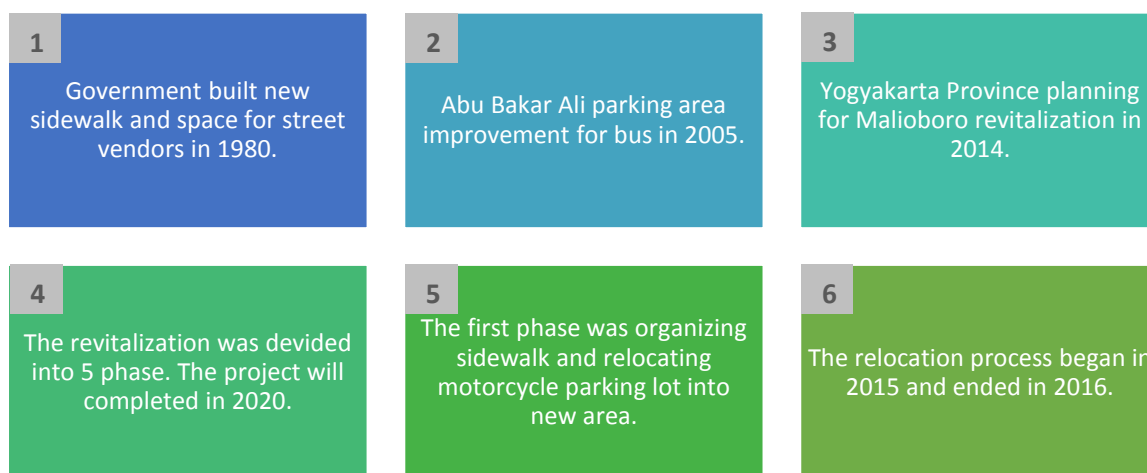 1
Government built new
sidewalk and space for street
vendors in 1980.
2
Abu Bakar Ali parking area
improvement for bus in 2005.
3
Yogyakarta Province planning
for Malioboro revitalization in
2014.
4
The revitalization was devided
into 5 phase. The project will
completed in 2020.
5
The first phase was organizing
sidewalk and relocating
motorcycle parking lot into
new area.
6
The relocation process began in
2015 and ended in 2016.